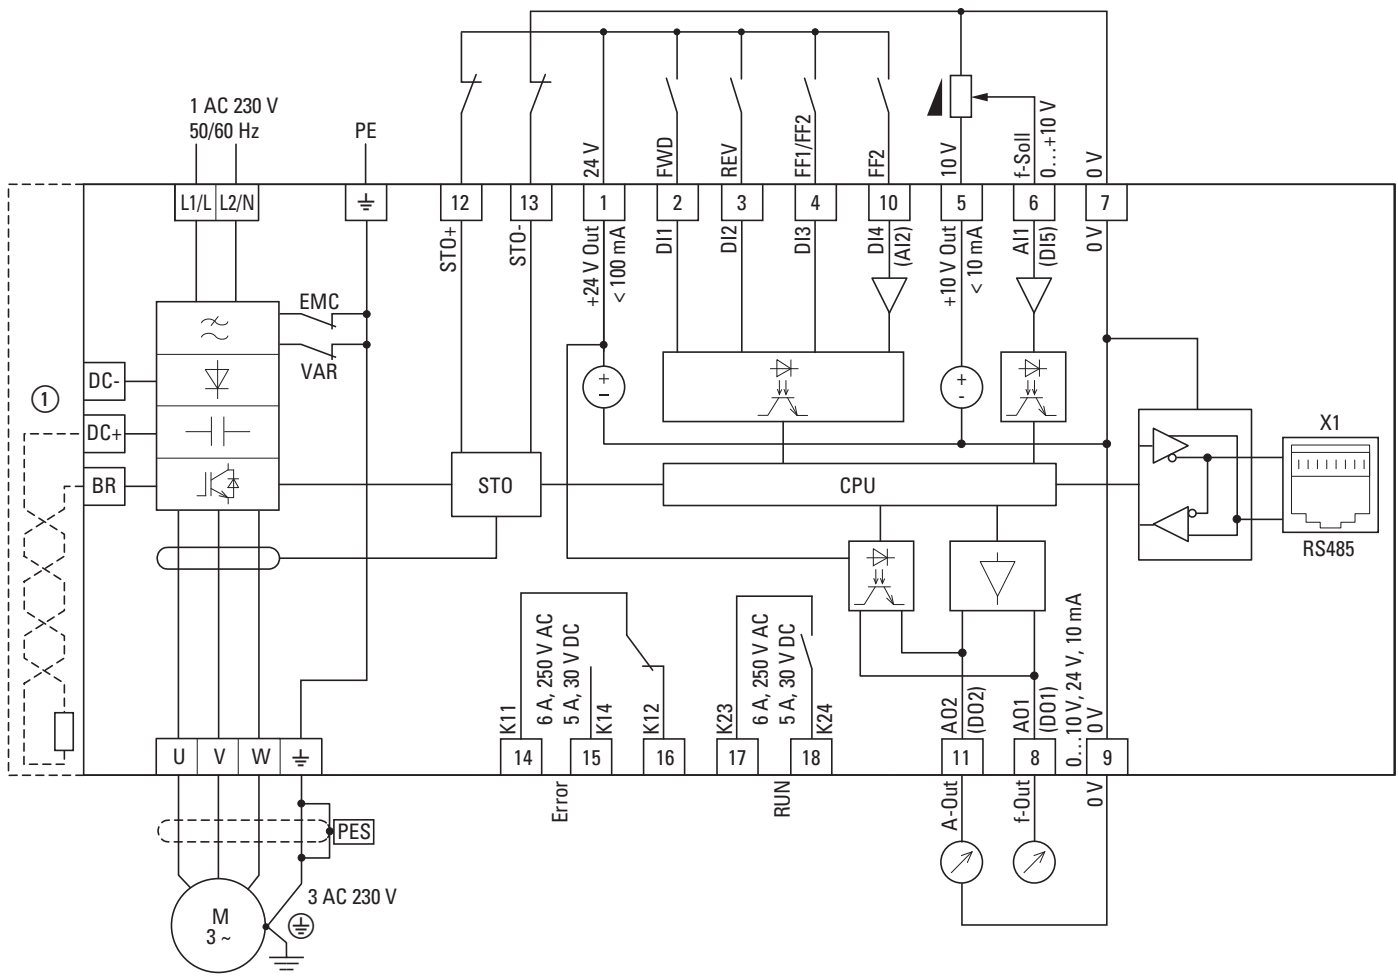 1 AC 230 V
50/60 Hz
PE
24 V
FWD
REV
FF1/FF2
FF2
10 V
f-Soll
0…+10 V
0 V
L1/L
L2/N
12
13
1
2
3
4
10
5
6
7
STO+
STO-
+24 V Out
< 100 mA
DI1
DI2
DI3
DI4
(AI2)
+10 V Out
< 10 mA
AI1
(DI5)
0 V
EMC
VAR
+
−
+
-
1
DC-
DC+
BR
STO
CPU
X1
RS485
K11
6 A, 250 V AC
5 A, 30 V DC
K14
K12
K23
6 A, 250 V AC
5 A, 30 V DC
K24
AO2
(DO2)
AO1
(DO1)
0…10 V, 24 V, 10 mA
0 V
U
V
W
14
15
16
17
18
11
8
9
Error
RUN
A-Out
f-Out
0 V
PES
3 AC 230 V
M
3 ~